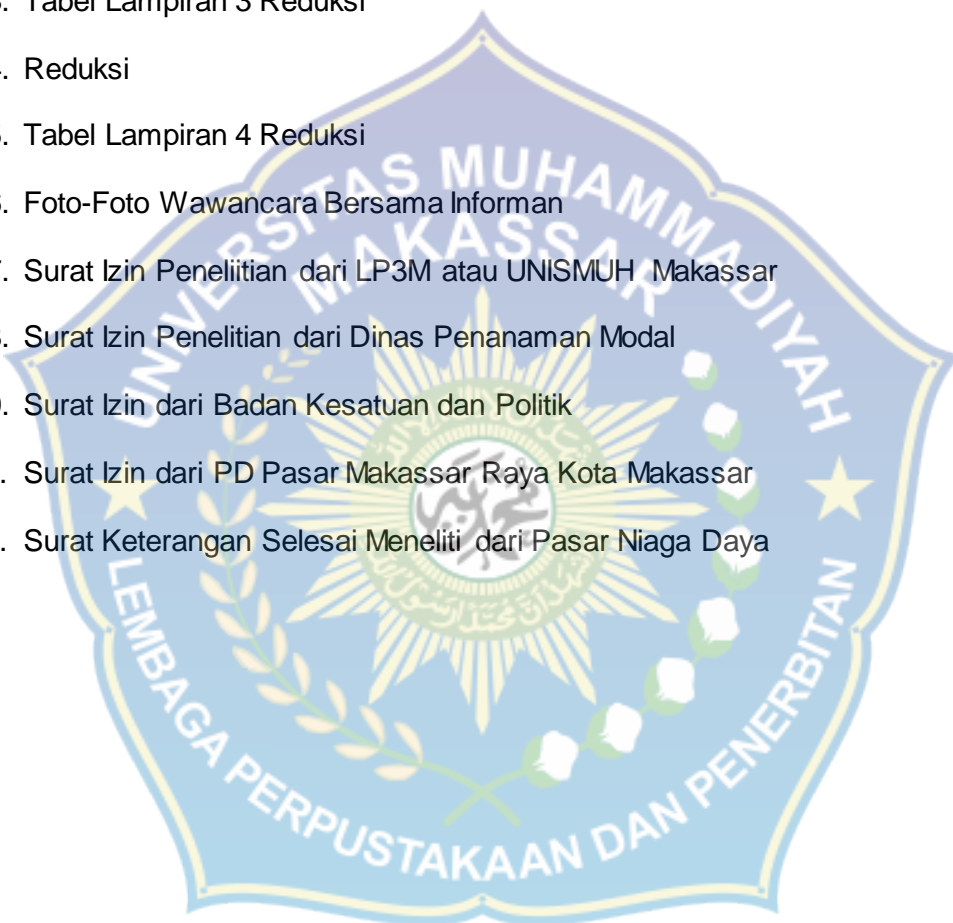 . Tabel Lampiran 3 Reduksi
. Reduksi
. Tabel Lampiran 4 Reduksi
. Foto-Foto Wawancara Bersama Informan
. Surat Izin Peneliitian dari LP3M atau UNISMUH Makassar
. Surat Izin Penelitian dari Dinas Penanaman Modal
. Surat Izin dari Badan Kesatuan dan Politik
. Surat Izin dari PD Pasar Makassar Raya Kota Makassar
. Surat Keterangan Selesai Meneliti dari Pasar Niaga Daya
UNIVERSITAS MUHAMMADIYAH
MAKASSAR
LEMBAGA PERPUSTAKAAN DAN PENERBITAN